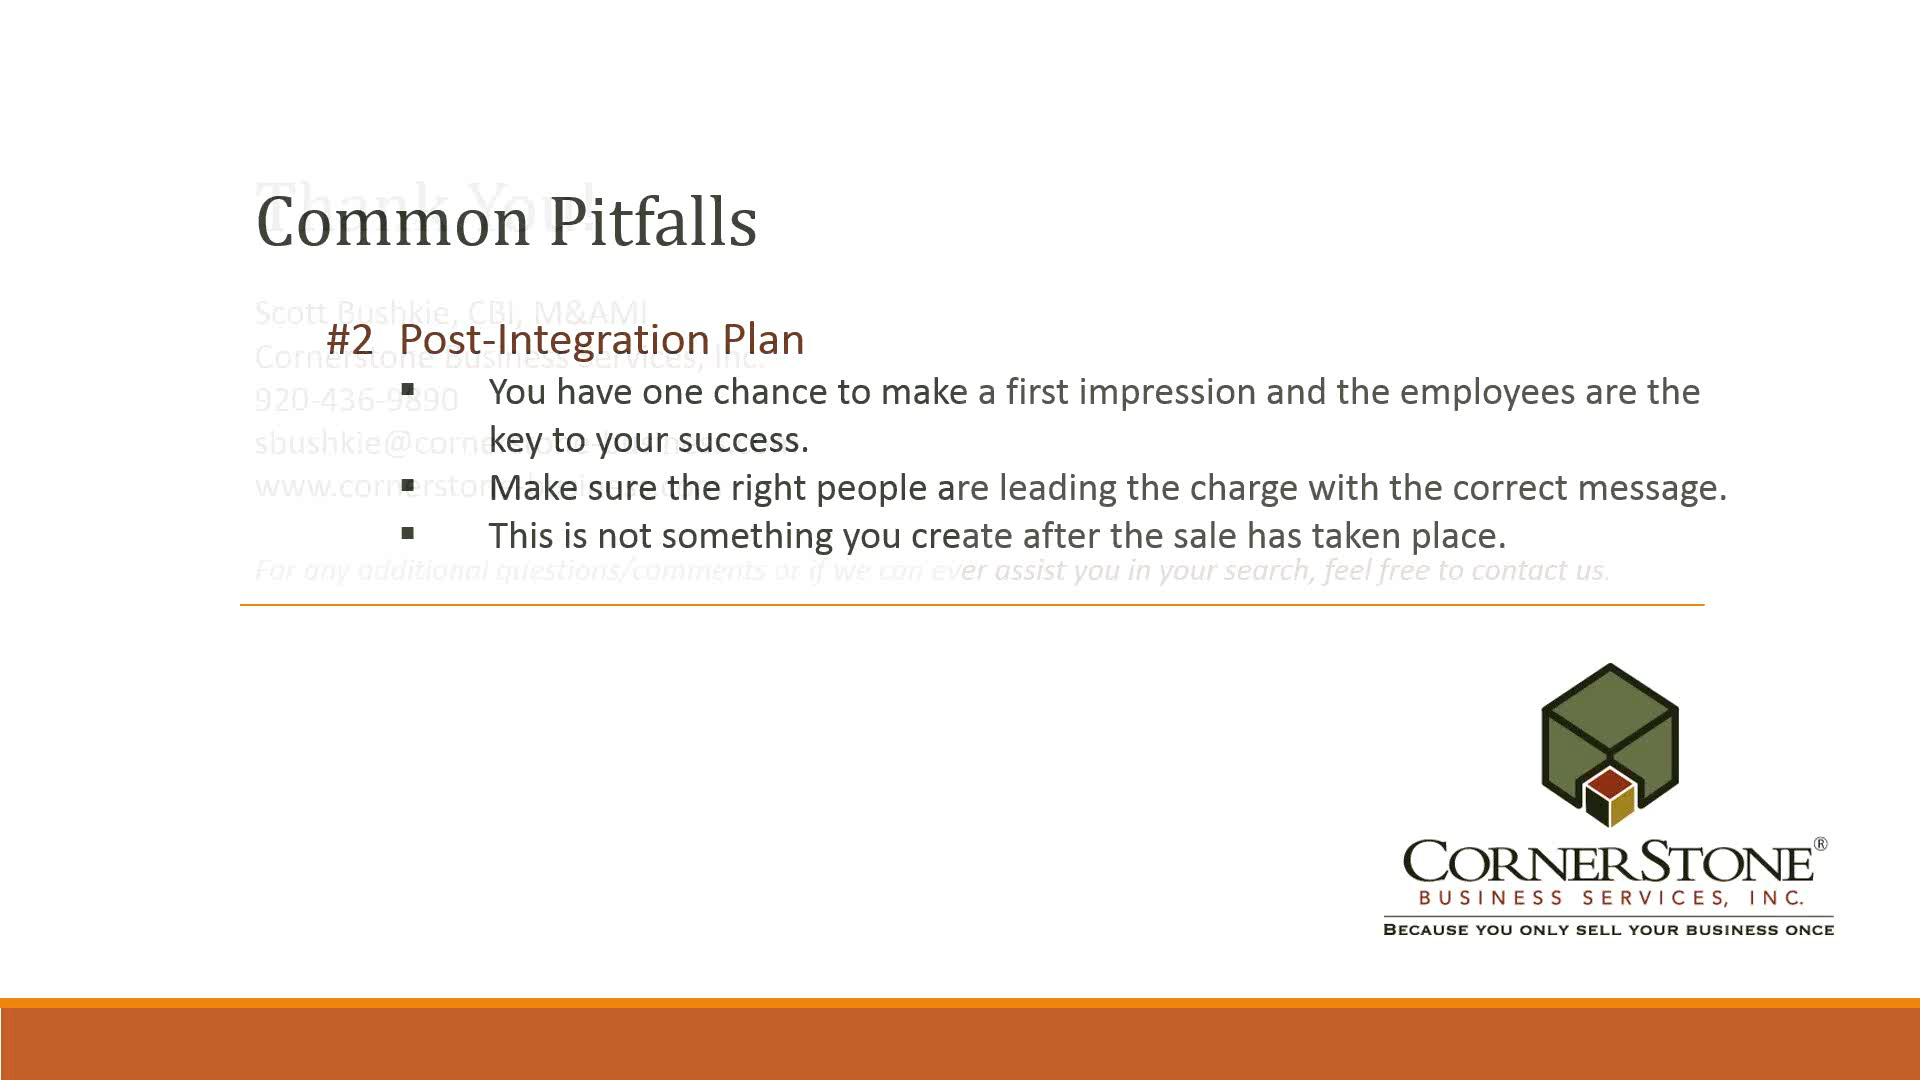 Thank You!
Common Pitfalls
Scott Bushkie, CBI, M&AMI
#2 Post-Integration Plan
Cornerstone Business Services, Inc.
▪ You have one chance to make a first impression and the employees are the
920-436-9890
key to your success.
sbushkie@cornerstone-business.com
▪ Make sure the right people are leading the charge with the correct message.
www.cornerstone-business.com
▪ This is not something you create after the sale has taken place.
For any additional questions/comments or if we can ever assist you in your search, feel free to contact us.
CORNERSTONE®
BUSINESS SERVICES, INC.
BECAUSE YOU ONLY SELL YOUR BUSINESS ONCE